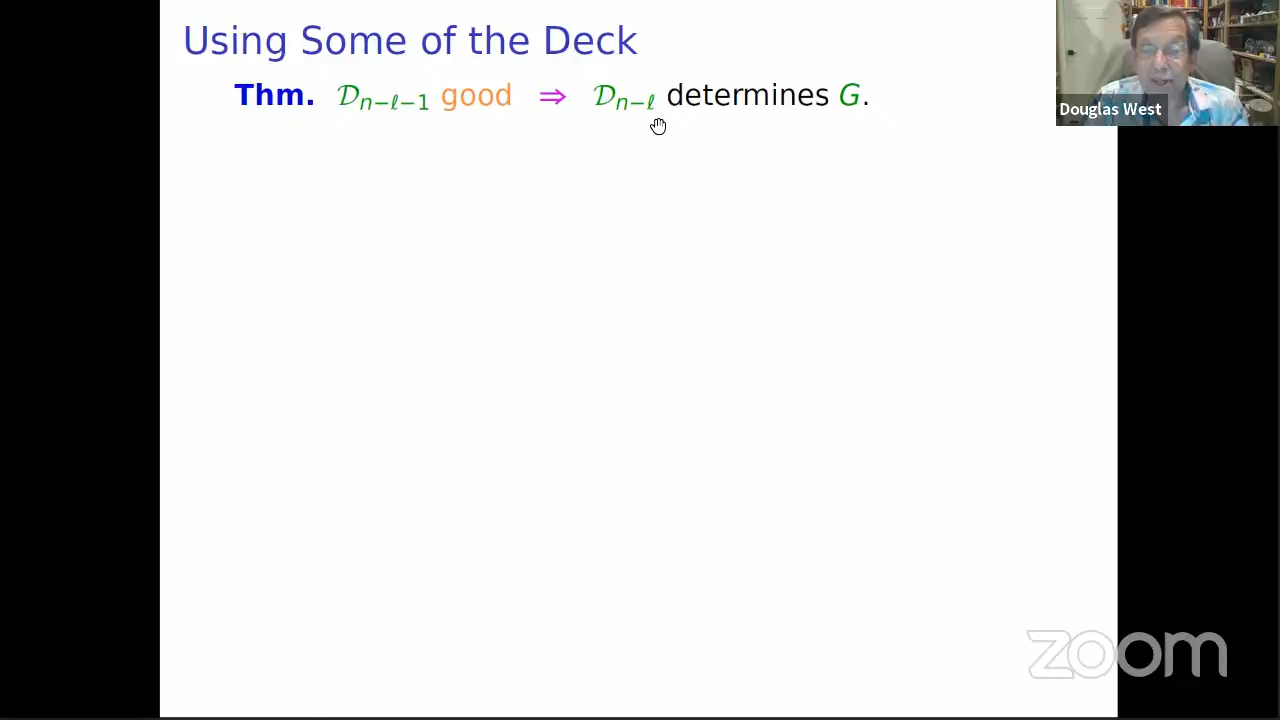 Using Some of the Deck
Thm. 𝒟ₙ₋ℓ₋₁ good ⇒ 𝒟ₙ₋ℓ determines G.
Douglas West
zoom